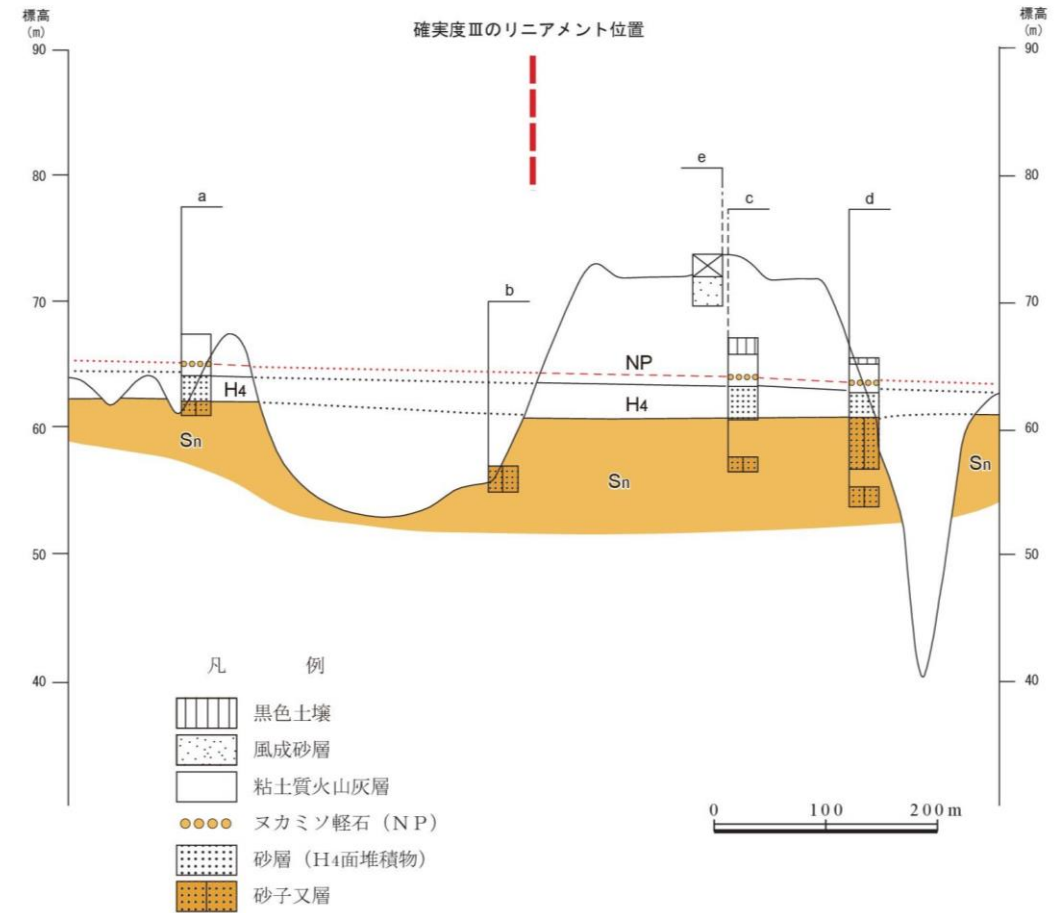 標高
(m)
標高
(m)
確実度Ⅲのリニアメント位置
90
90
80
80
70
70
60
60
50
50
40
40
a
b
e
c
d
NP
H4
H4
Sn
Sn
Sn
凡 例
黒色土壌
風成砂層
粘土質火山灰層
ヌカミソ軽石（NP）
砂層（H4面堆積物）
砂子又層
0 100 200m